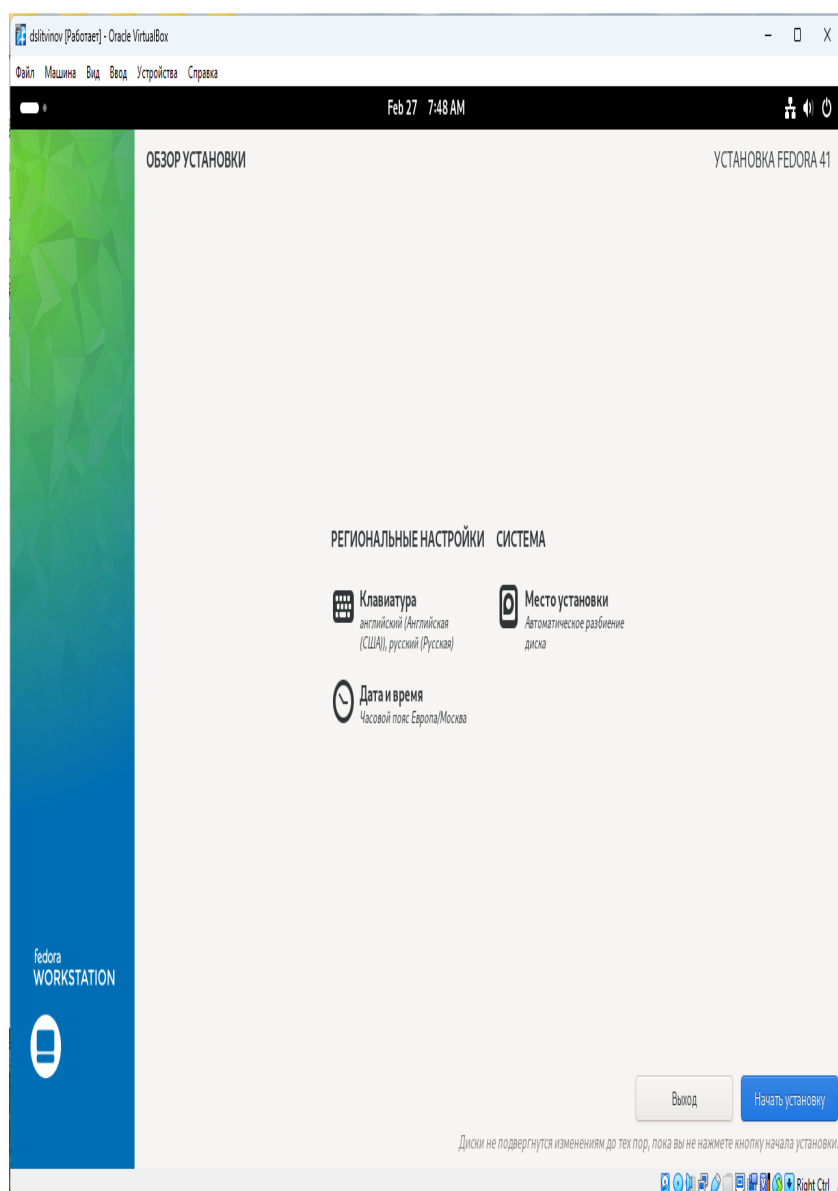 dslitvinov [Работает] - Oracle VirtualBox
Файл Машина Вид Ввод Устройства Справка
Feb 27 7:48 AM
ОБЗОР УСТАНОВКИ
УСТАНОВКА FEDORA 41
РЕГИОНАЛЬНЫЕ НАСТРОЙКИ
СИСТЕМА
Клавиатура
английский (Английская
(США)), русский (Русская)
Место установки
Автоматическое разбиение
диска
Дата и время
Часовой пояс Европа/Москва
fedora
WORKSTATION
Выход
Начать установку
Диски не подвергнутся изменениям до тех пор, пока вы не нажмете кнопку начала установки.
Right Ctrl